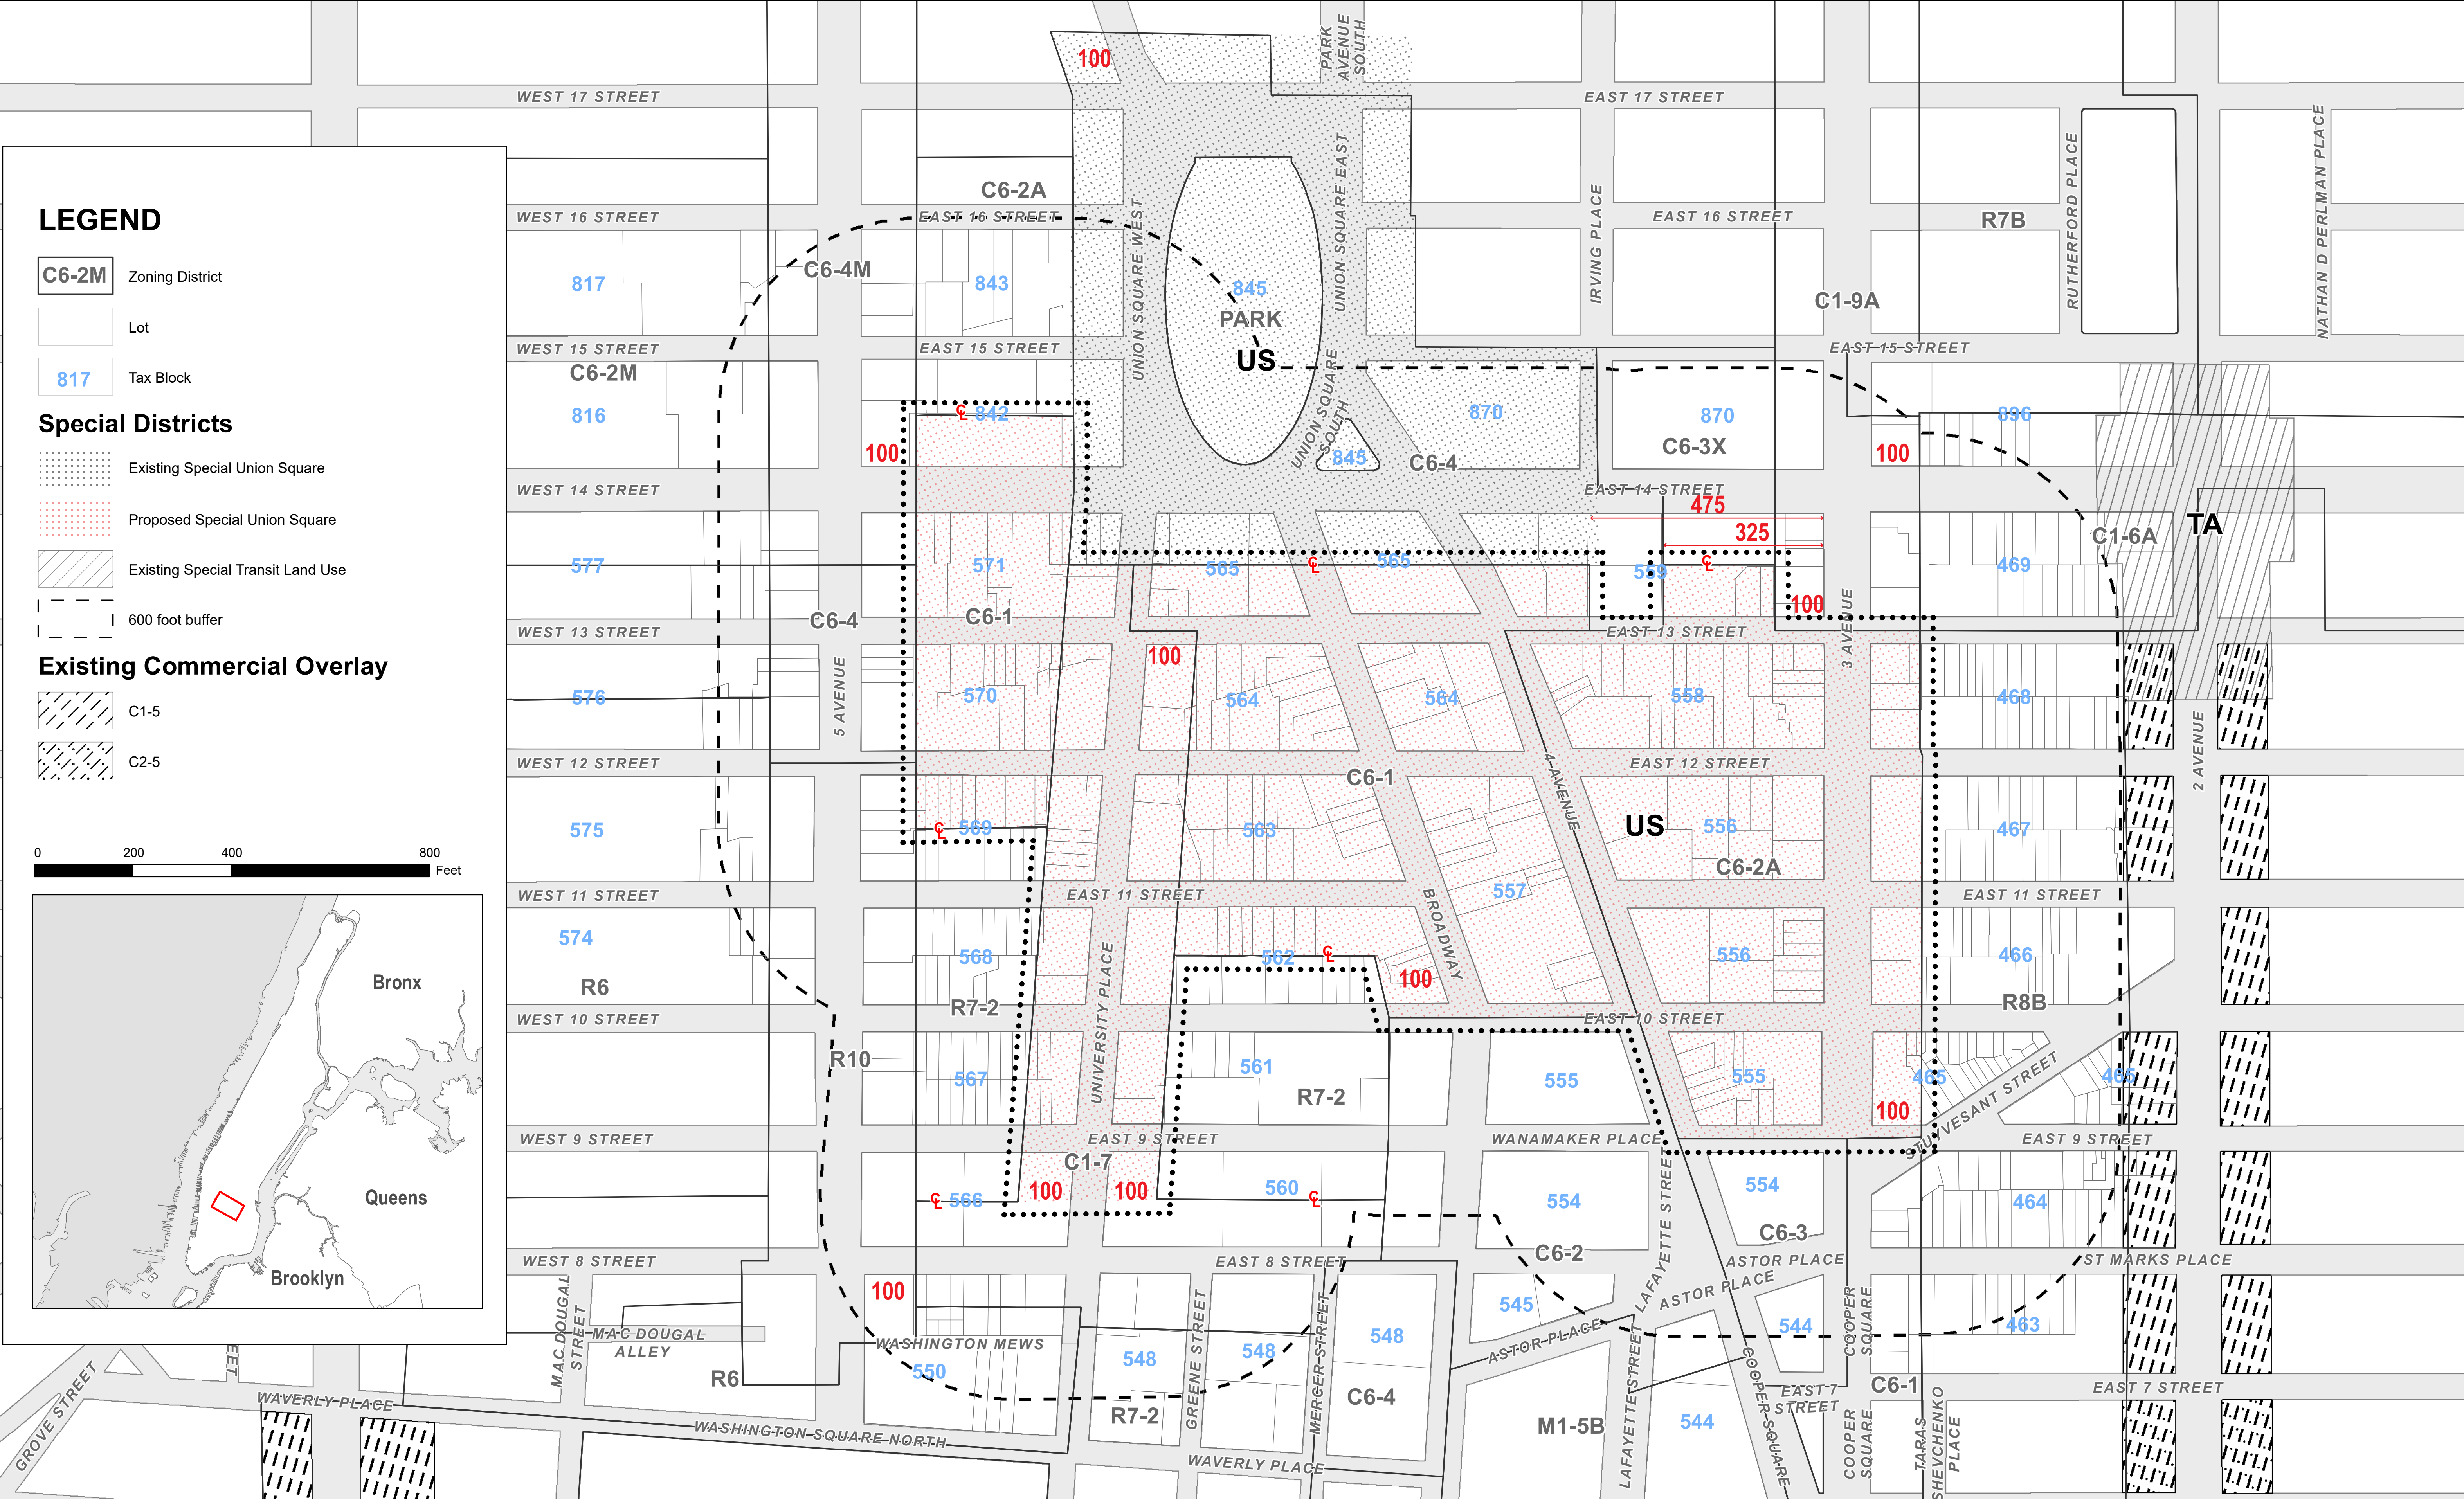 LEGEND
C6-2M
Zoning District
Lot
817
Tax Block
Special Districts
Existing Special Union Square
Proposed Special Union Square
Existing Special Transit Land Use
600 foot buffer
Existing Commercial Overlay
C1-5
C2-5
0 200 400 800
Feet
Bronx
Queens
Brooklyn
PARK
AVENUE
SOUTH
100
WEST 17 STREET
EAST 17 STREET
C6-2A
WEST 16 STREET
EAST 16 STREET
EAST 16 STREET
R7B
UNION SQUARE WEST
UNION SQUARE EAST
IRVING PLACE
RUTHERFORD PLACE
NATHAN D PERLMAN PLACE
817
C6-4M
843
845
PARK
US
C1-9A
WEST 15 STREET
EAST 15 STREET
EAST 15 STREET
C6-2M
816
842
100
UNION SQUARE
SOUTH
845
870
C6-4
870
C6-3X
896
100
WEST 14 STREET
EAST 14 STREET
475
325
TA
C1-6A
577
571
565
565
559
469
100
C6-4
C6-1
3 AVENUE
WEST 13 STREET
EAST 13 STREET
100
5 AVENUE
576
570
564
564
558
468
2 AVENUE
WEST 12 STREET
C6-1
4 AVENUE
EAST 12 STREET
575
569
563
US
556
467
C6-2A
WEST 11 STREET
EAST 11 STREET
557
BROADWAY
EAST 11 STREET
574
568
562
100
556
466
R6
R7-2
R8B
WEST 10 STREET
UNIVERSITY PLACE
EAST 10 STREET
R10
567
561
R7-2
555
555
465
465
100
STUYVESANT STREET
WEST 9 STREET
EAST 9 STREET
WANAMAKER PLACE
EAST 9 STREET
C1-7
566
100
100
560
554
LAFAYETTE STREET
554
464
C6-3
WEST 8 STREET
EAST 8 STREET
C6-2
ASTOR PLACE
ST MARKS PLACE
ASTOR PLACE
100
MAC DOUGAL
STREET
MAC DOUGAL
ALLEY
WASHINGTON MEWS
550
R6
GREENE STREET
548
548
MERCER STREET
548
545
ASTOR PLACE
544
COOPER
SQUARE
463
R7-2
C6-4
M1-5B
LAFAYETTE STREET
544
COOPER SQUARE
EAST 7
STREET
C6-1
EAST 7 STREET
COOPER
SQUARE
TARAS
SHEVCHENKO
PLACE
GROVE STREET
WAVERLY PLACE
WASHINGTON SQUARE NORTH
WAVERLY PLACE